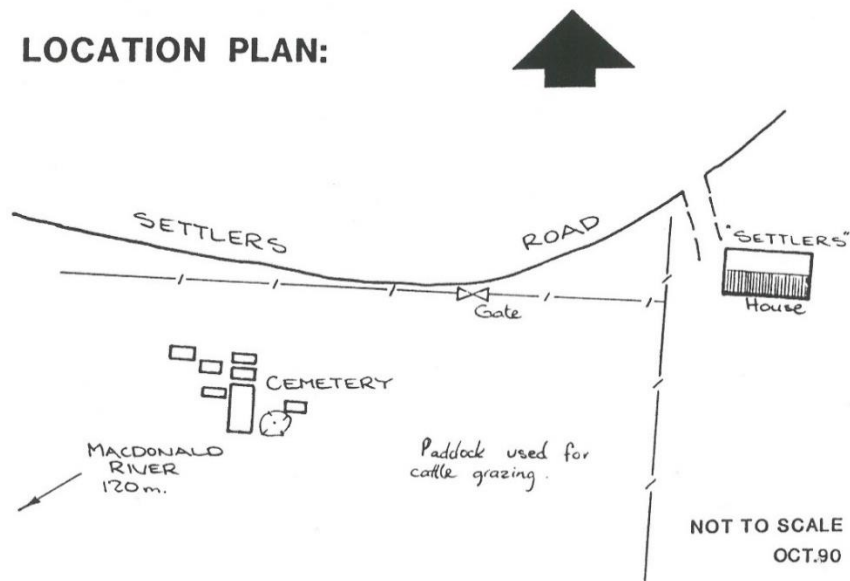 LOCATION PLAN:
SETTLERS ROAD
"SETTLERS"
House
Gate
CEMETERY
MACDONALD
RIVER
120m.
Paddock used for
cattle grazing.
NOT TO SCALE
OCT.90